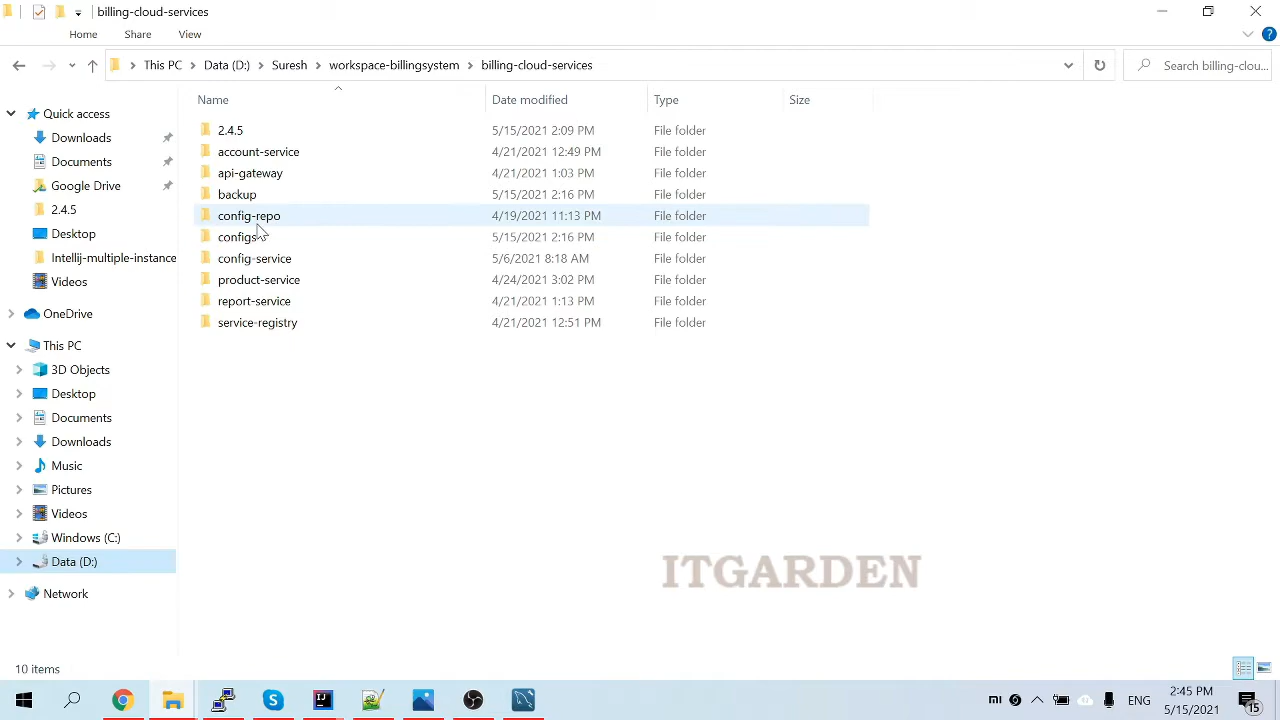 billing-cloud-services
Home Share View
This PC Data (D:) Suresh workspace-billingsystem billing-cloud-services Search billing-clou...
Name Date modified Type Size
2.4.5 5/15/2021 2:09 PM File folder
account-service 4/21/2021 12:49 PM File folder
api-gateway 4/21/2021 1:03 PM File folder
backup 5/15/2021 2:16 PM File folder
config-repo 4/19/2021 11:13 PM File folder
configs 5/15/2021 2:16 PM File folder
config-service 5/6/2021 8:18 AM File folder
product-service 4/24/2021 3:02 PM File folder
report-service 4/21/2021 1:13 PM File folder
service-registry 4/21/2021 12:51 PM File folder
Quick access
Downloads
Documents
Google Drive
2.4.5
Desktop
Intellij-multiple-instance
Videos
OneDrive
This PC
3D Objects
Desktop
Documents
Downloads
Music
Pictures
Videos
Windows (C:)
Data (D:)
Network
ITGARDEN
10 items
ENG 2:45 PM
5/15/2021 15